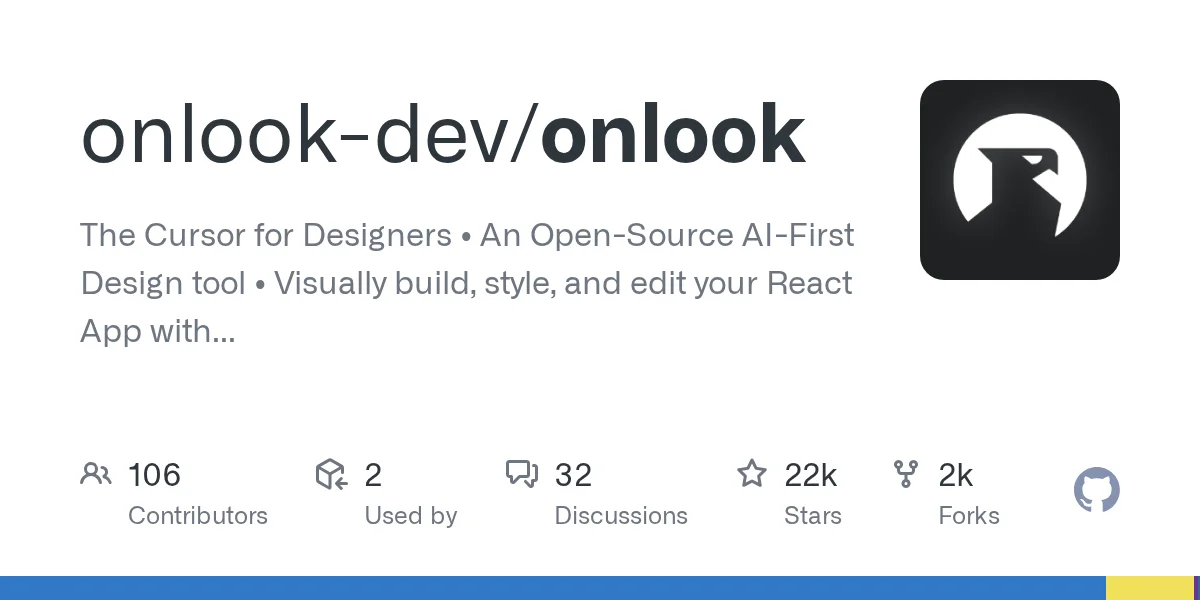 onlook-dev/onlook
The Cursor for Designers • An Open-Source AI-First
Design tool • Visually build, style, and edit your React
App with...
106
Contributors
2
Used by
32
Discussions
22k
Stars
2k
Forks